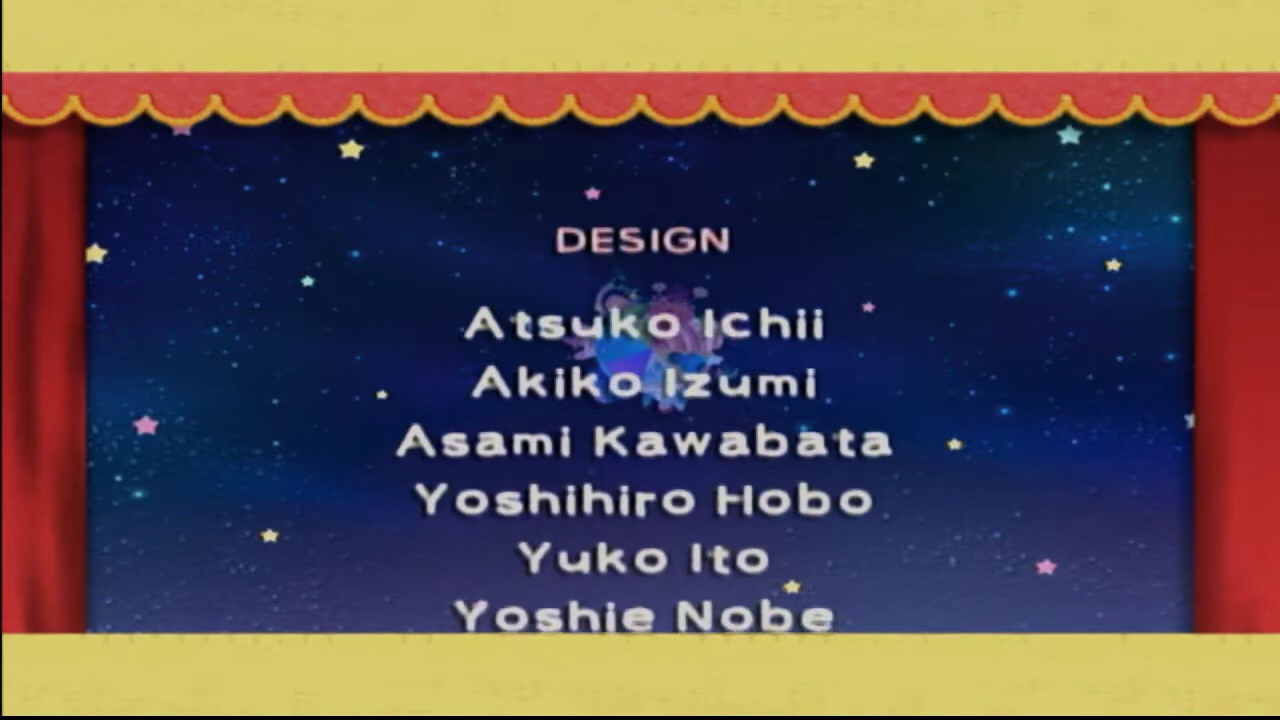 DESIGN
Atsuko Ichii
Akiko Izumi
Asami Kawabata
Yoshihiro Hobo
Yuko Ito
Yoshie Nobe